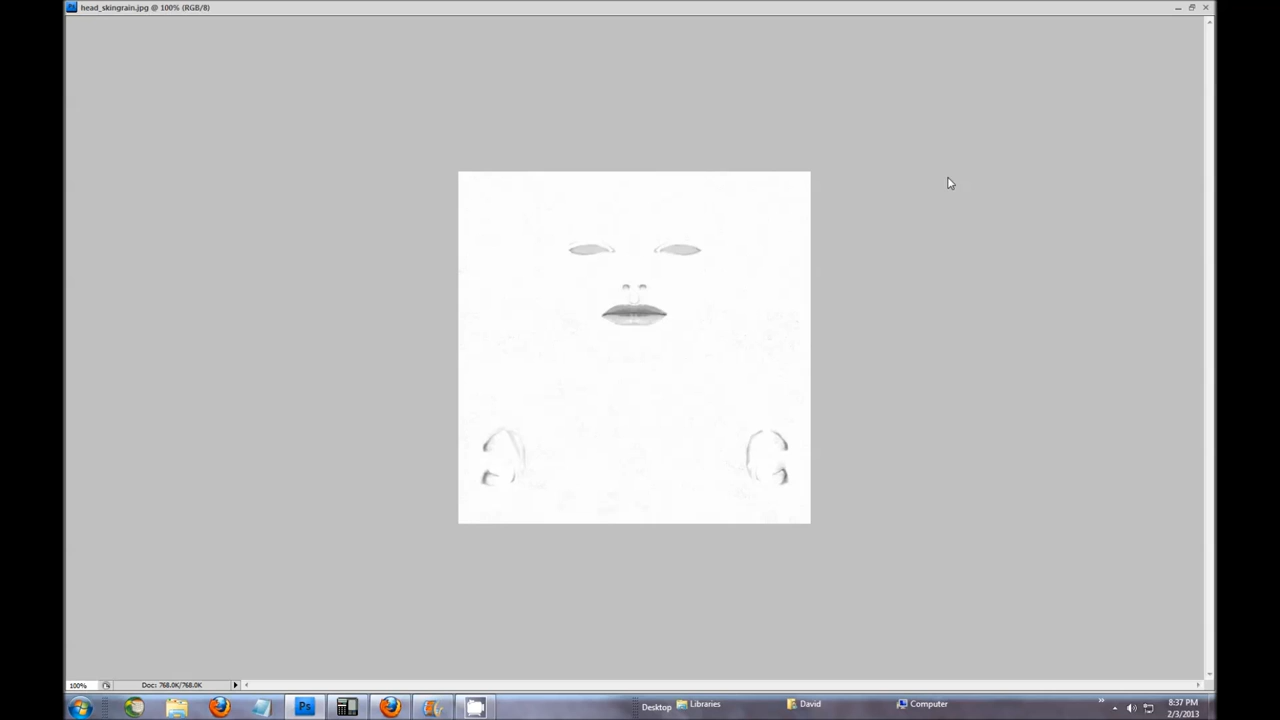 head_skingrain.jpg @ 100% (RGB/8)
100%
Doc: 768.0K/768.0K
Ps
Desktop
Libraries
David
Computer
»
8:37 PM
2/3/2013